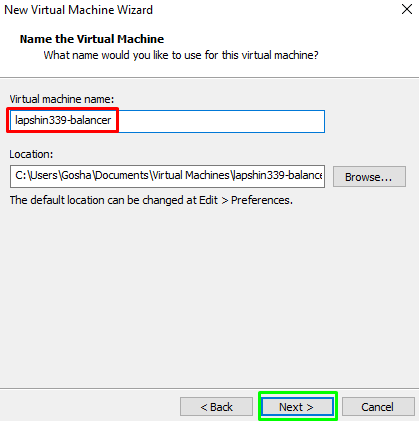 New Virtual Machine Wizard
Name the Virtual Machine
What name would you like to use for this virtual machine?
Virtual machine name:
lapshin339-balancer
Location:
C:\Users\Gosha\Documents\Virtual Machines\lapshin339-balance
Browse...
The default location can be changed at Edit > Preferences.
< Back
Next >
Cancel